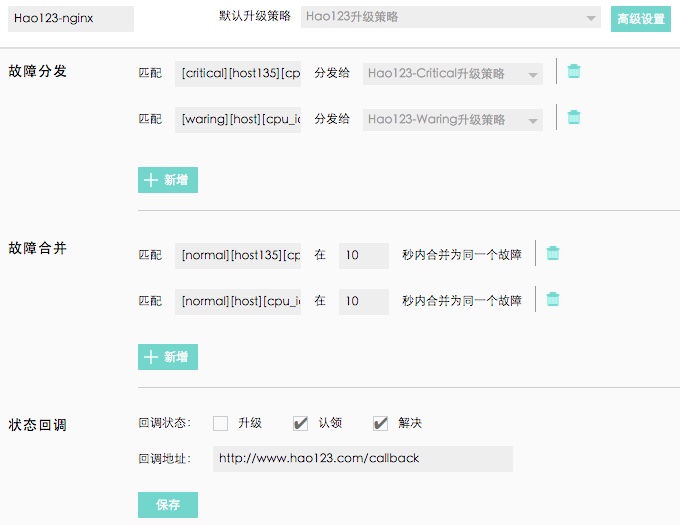 Hao123-nginx 默认升级策略 Hao123升级策略 高级设置
故障分发 匹配 [critical][host135][cp 分发给 Hao123-Critical升级策略
匹配 [waring][host][cpu_i 分发给 Hao123-Waring升级策略
新增
故障合并 匹配 [normal][host135][cp 在 10 秒内合并为同一个故障
匹配 [normal][host][cpu_i 在 10 秒内合并为同一个故障
新增
状态回调 回调状态： 升级 认领 解决
回调地址： http://www.hao123.com/callback
保存